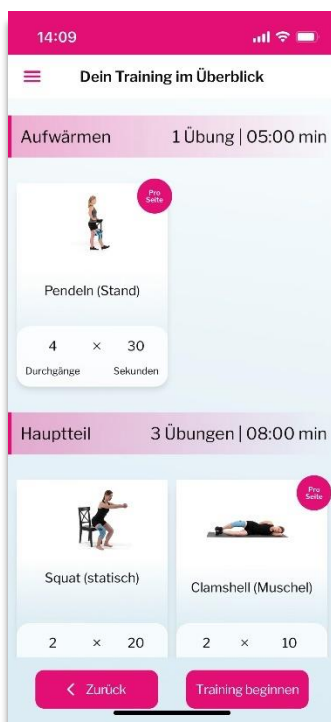 14:09
Dein Training im Überblick
Aufwärmen 1 Übung | 05:00 min
Pro
Seite
Pendeln (Stand)
4 × 30
Durchgänge Sekunden
Hauptteil 3 Übungen | 08:00 min
Pro
Seite
Squat (statisch) Clamshell (Muschel)
2 × 20 2 × 10
Zurück Training beginnen